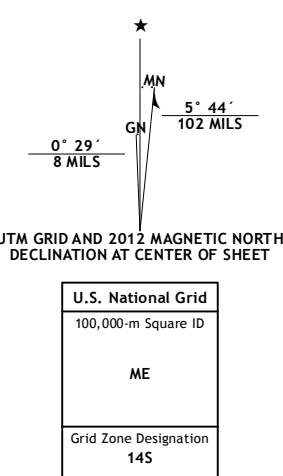 ★
MN
5° 44´
102 MILS
GN
0° 29´
8 MILS
UTM GRID AND 2012 MAGNETIC NORTH
DECLINATION AT CENTER OF SHEET
U.S. National Grid
100,000-m Square ID
ME
Grid Zone Designation
14S